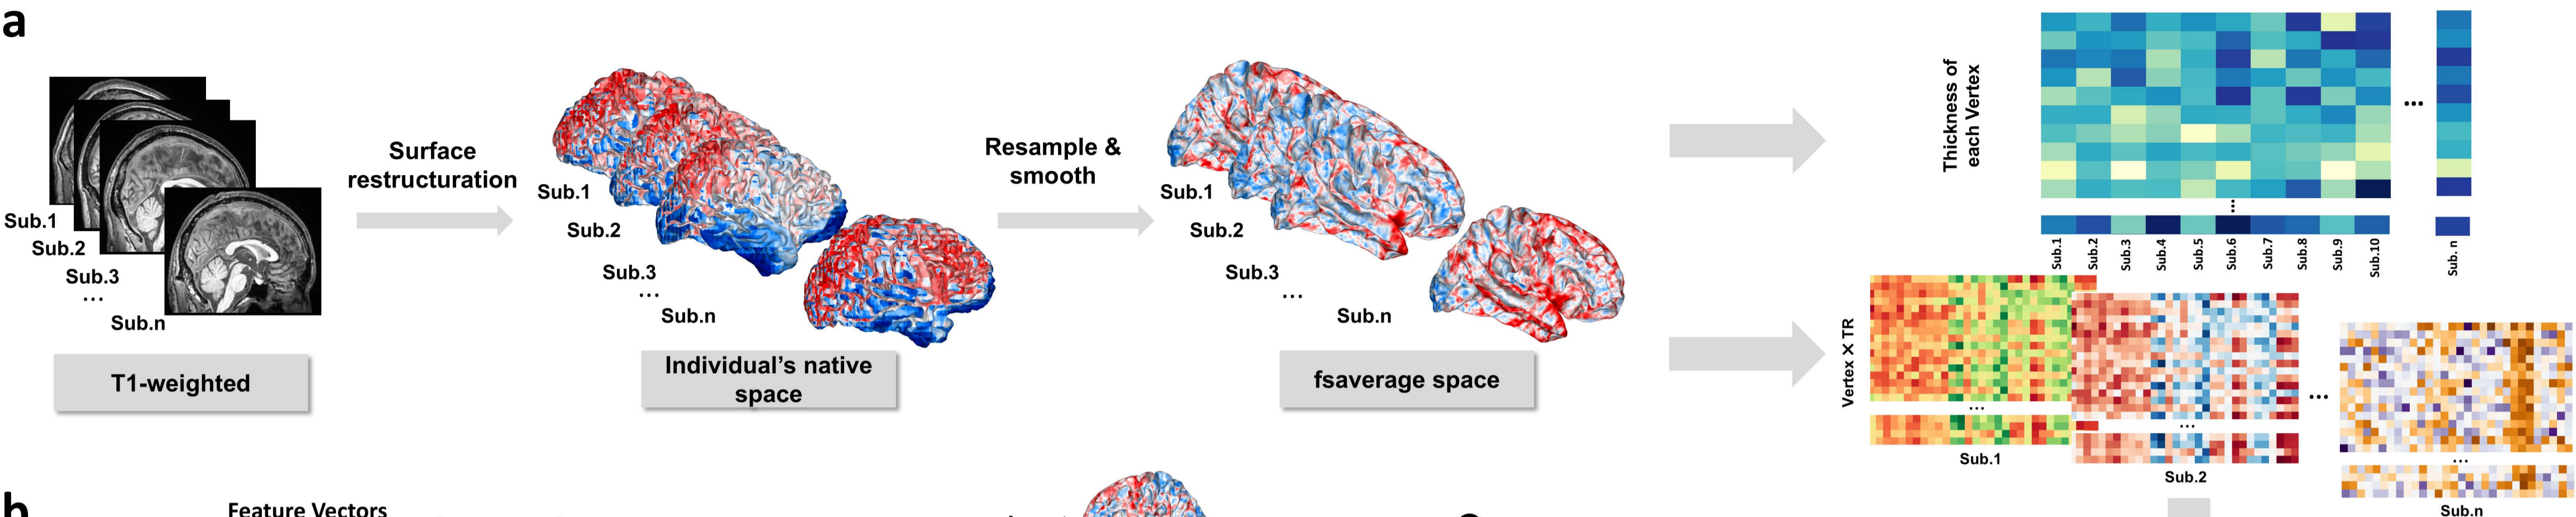 a
Sub.1
Sub.2
Sub.3
...
Sub.n
T1-weighted
Surface
restructuration
Sub.1
Sub.2
Sub.3
...
Sub.n
Individual's native
space
Resample &
smooth
Sub.1
Sub.2
Sub.3
...
Sub.n
fsaverage space
Thickness of
each Vertex
...
...
Sub.1
Sub.2
Sub.3
Sub.4
Sub.5
Sub.6
Sub.7
Sub.8
Sub.9
Sub.10
Sub. n
Vertex × TR
...
Sub.1
...
Sub.2
...
...
Sub.n
b
Feature Vectors